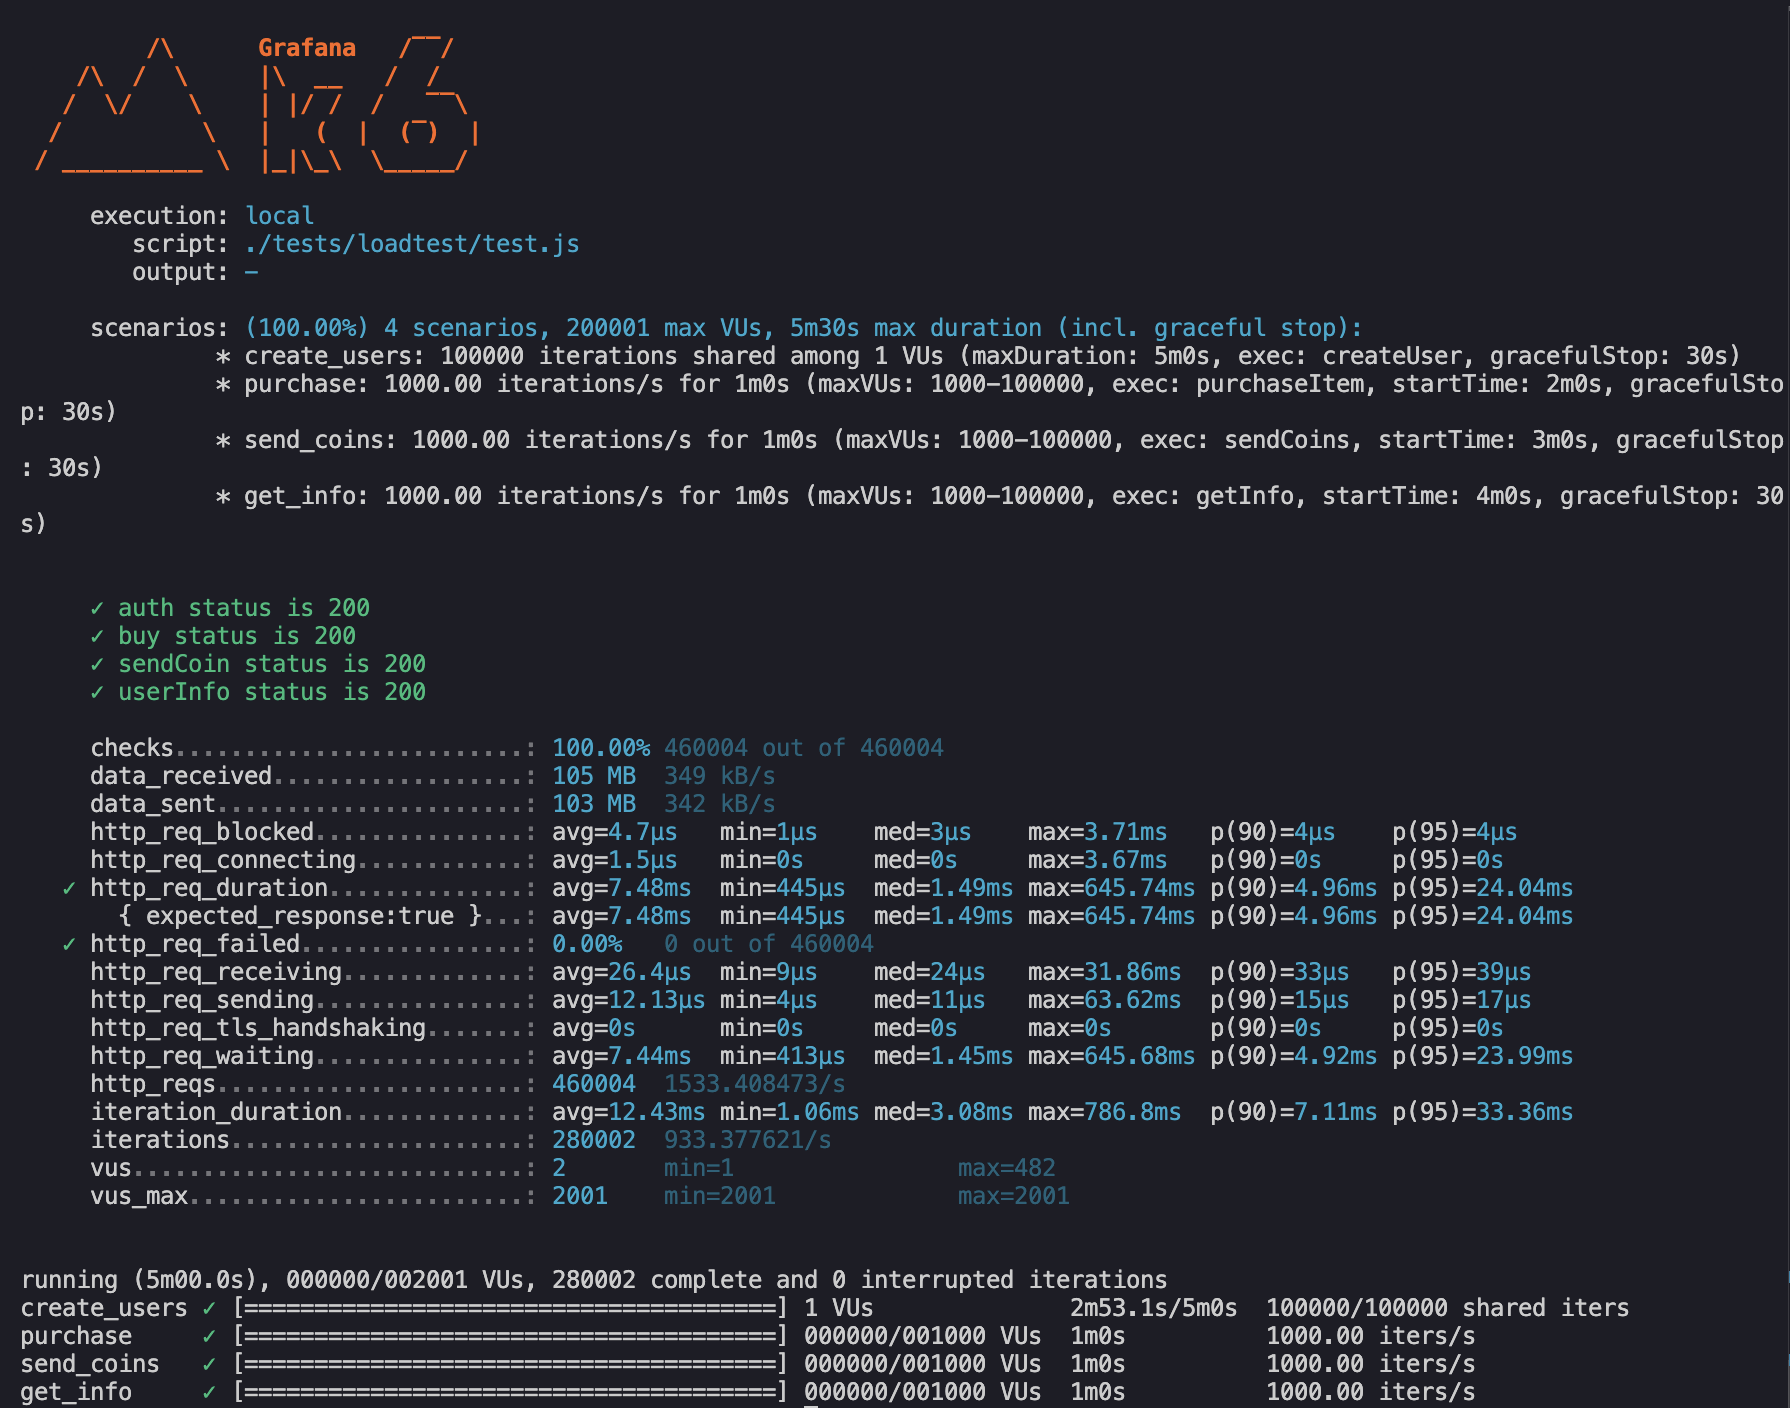 /\      Grafana   /‾‾/
    /\  /  \     |\  __   /  /
   /  \/    \    | |/ /  /   ‾‾\
  /          \   |   (  |  (‾)  |
 / __________ \  |_|\_\  \_____/

     execution: local
        script: ./tests/loadtest/test.js
        output: -

     scenarios: (100.00%) 4 scenarios, 200001 max VUs, 5m30s max duration (incl. graceful stop):
              * create_users: 100000 iterations shared among 1 VUs (maxDuration: 5m0s, exec: createUser, gracefulStop: 30s)
              * purchase: 1000.00 iterations/s for 1m0s (maxVUs: 1000-100000, exec: purchaseItem, startTime: 2m0s, gracefulSto
p: 30s)
              * send_coins: 1000.00 iterations/s for 1m0s (maxVUs: 1000-100000, exec: sendCoins, startTime: 3m0s, gracefulStop
: 30s)
              * get_info: 1000.00 iterations/s for 1m0s (maxVUs: 1000-100000, exec: getInfo, startTime: 4m0s, gracefulStop: 30
s)

     ✓ auth status is 200
     ✓ buy status is 200
     ✓ sendCoin status is 200
     ✓ userInfo status is 200

     checks.........................: 100.00% 460004 out of 460004
     data_received..................: 105 MB  349 kB/s
     data_sent......................: 103 MB  342 kB/s
     http_req_blocked...............: avg=4.7µs   min=1µs    med=3µs    max=3.71ms   p(90)=4µs    p(95)=4µs
     http_req_connecting............: avg=1.5µs   min=0s     med=0s     max=3.67ms   p(90)=0s     p(95)=0s
   ✓ http_req_duration..............: avg=7.48ms  min=445µs  med=1.49ms max=645.74ms p(90)=4.96ms p(95)=24.04ms
       { expected_response:true }...: avg=7.48ms  min=445µs  med=1.49ms max=645.74ms p(90)=4.96ms p(95)=24.04ms
   ✓ http_req_failed................: 0.00%   0 out of 460004
     http_req_receiving.............: avg=26.4µs  min=9µs    med=24µs   max=31.86ms  p(90)=33µs   p(95)=39µs
     http_req_sending...............: avg=12.13µs min=4µs    med=11µs   max=63.62ms  p(90)=15µs   p(95)=17µs
     http_req_tls_handshaking.......: avg=0s      min=0s     med=0s     max=0s       p(90)=0s     p(95)=0s
     http_req_waiting...............: avg=7.44ms  min=413µs  med=1.45ms max=645.68ms p(90)=4.92ms p(95)=23.99ms
     http_reqs......................: 460004  1533.408473/s
     iteration_duration.............: avg=12.43ms min=1.06ms med=3.08ms max=786.8ms  p(90)=7.11ms p(95)=33.36ms
     iterations.....................: 280002  933.377621/s
     vus............................: 2       min=1                max=482
     vus_max........................: 2001    min=2001             max=2001

running (5m00.0s), 000000/002001 VUs, 280002 complete and 0 interrupted iterations
create_users ✓ [======================================] 1 VUs              2m53.1s/5m0s  100000/100000 shared iters
purchase     ✓ [======================================] 000000/001000 VUs  1m0s          1000.00 iters/s
send_coins   ✓ [======================================] 000000/001000 VUs  1m0s          1000.00 iters/s
get_info     ✓ [======================================] 000000/001000 VUs  1m0s          1000.00 iters/s